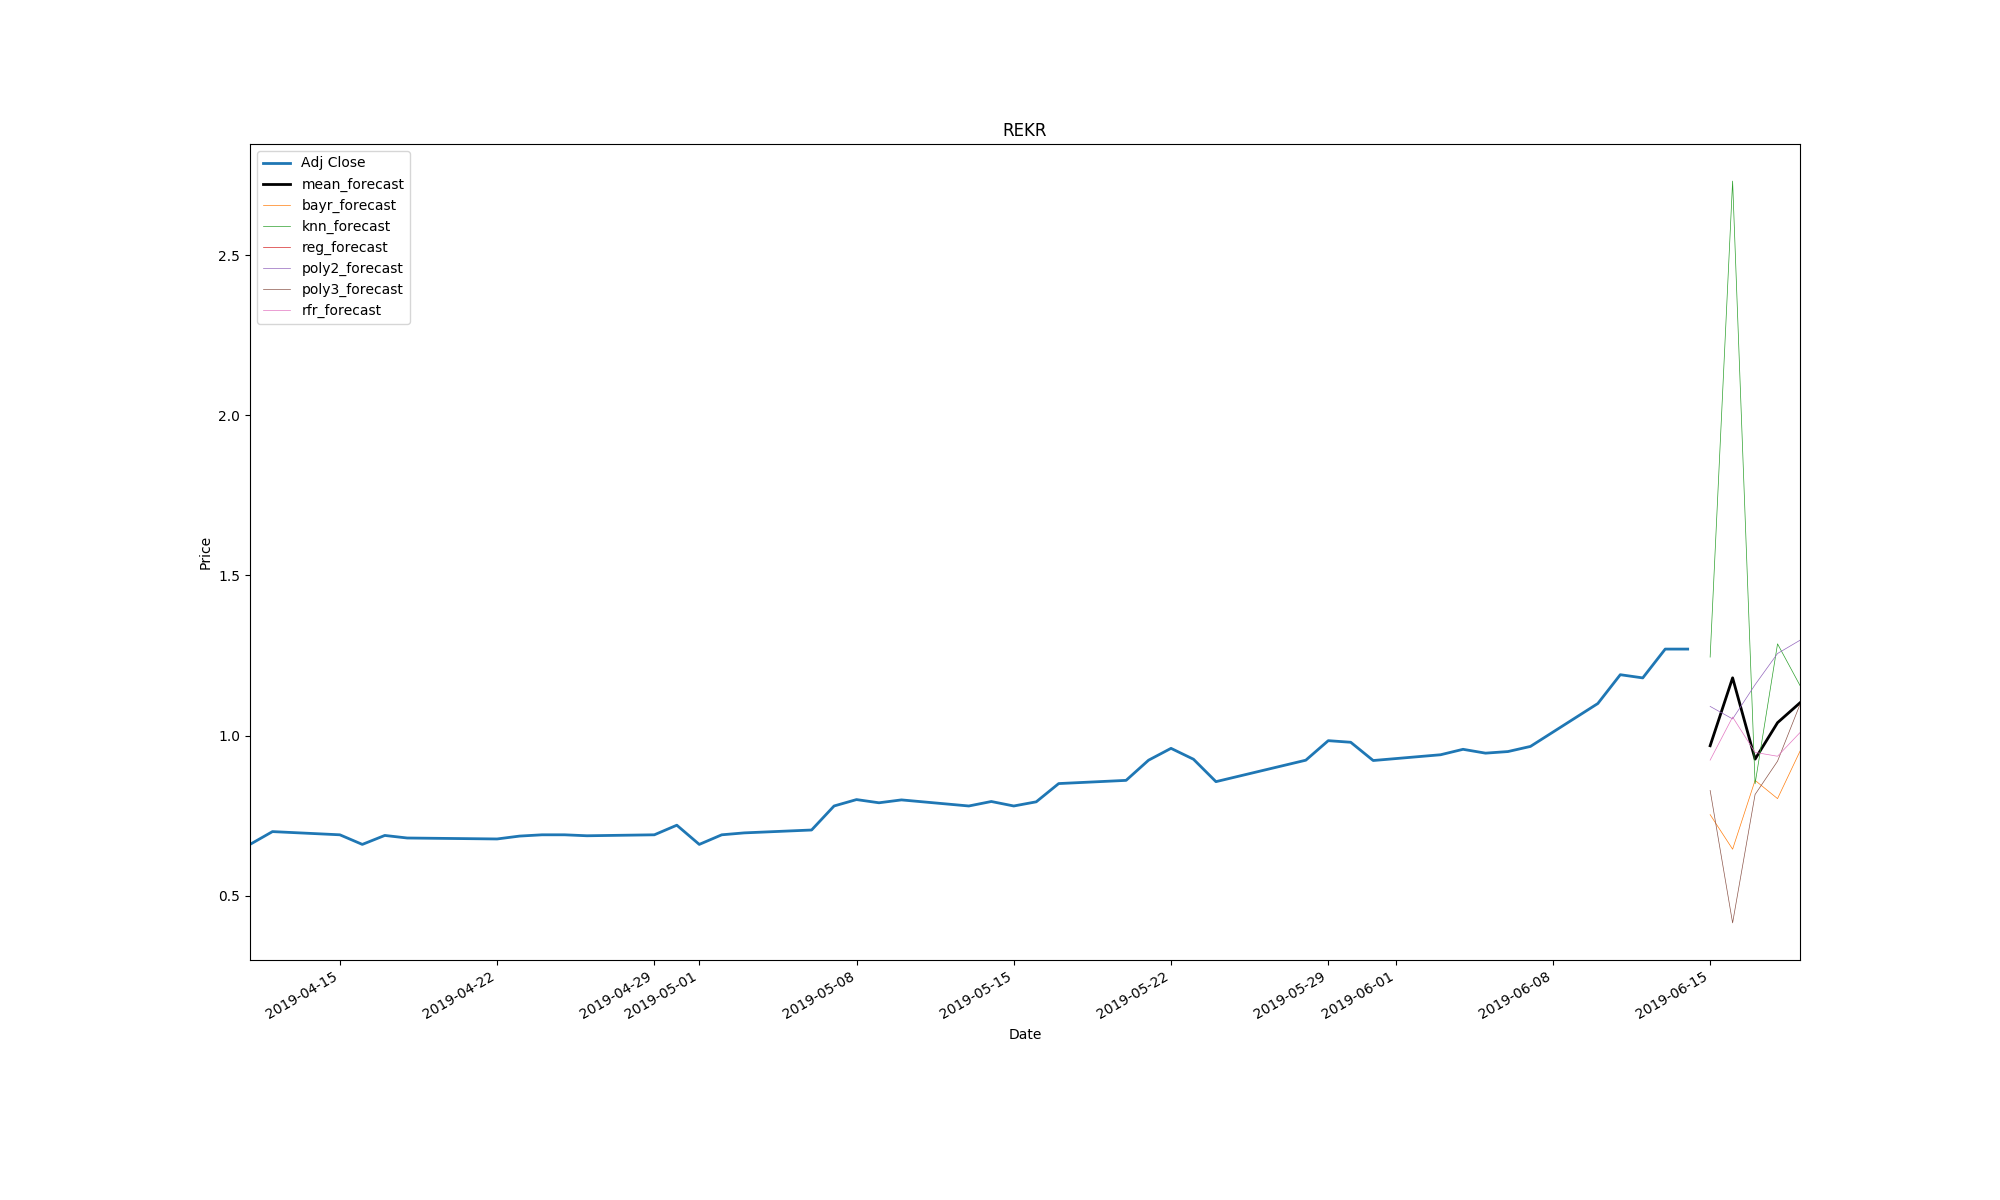 REKR
Adj Close
mean_forecast
bayr_forecast
knn_forecast
reg_forecast
poly2_forecast
poly3_forecast
rfr_forecast
2.5
2.0
1.5
1.0
0.5
Price
2019-04-15
2019-04-22
2019-04-29
2019-05-01
2019-05-08
2019-05-15
2019-05-22
2019-05-29
2019-06-01
2019-06-08
2019-06-15
Date